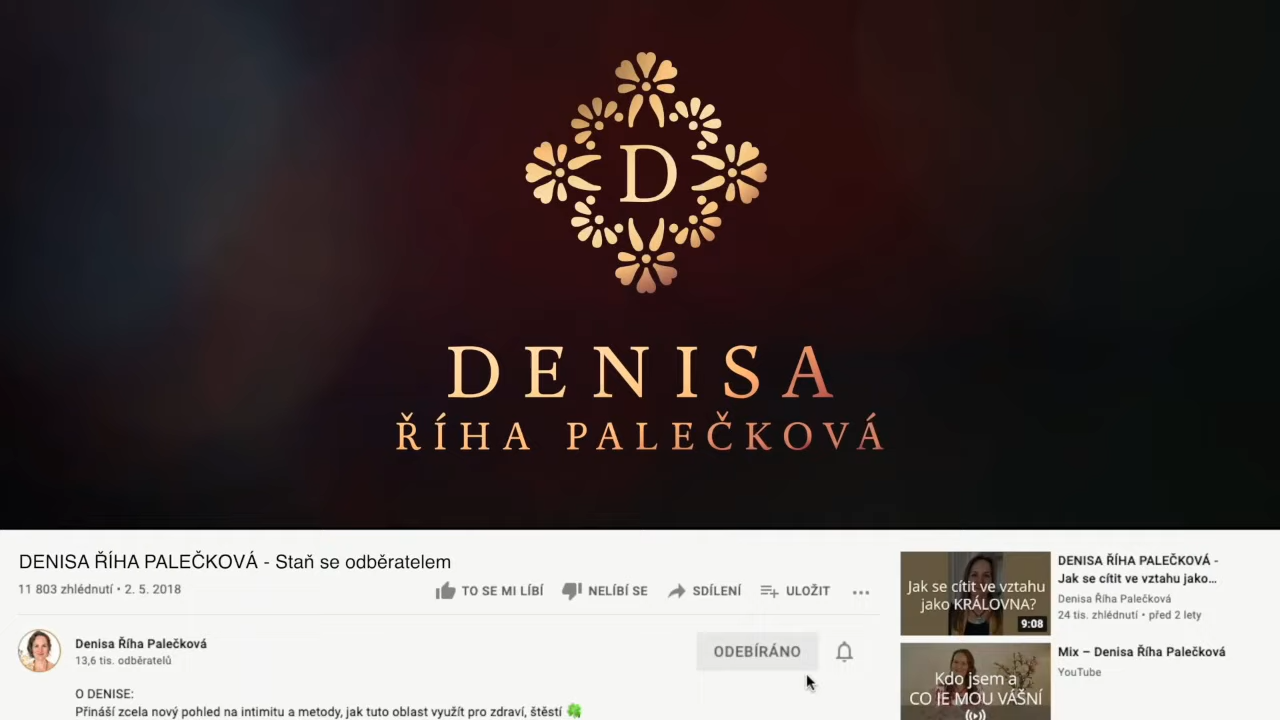 D
DENISA
ŘÍHA PALEČKOVÁ
DENISA ŘÍHA PALEČKOVÁ - Staň se odběratelem
11 803 zhlédnutí • 2. 5. 2018
TO SE MI LÍBÍ
NELÍBÍ SE
SDÍLENÍ
ULOŽIT
Denisa Říha Palečková
13,6 tis. odběratelů
ODEBÍRÁNO
O DENISE:
Přináší zcela nový pohled na intimitu a metody, jak tuto oblast využít pro zdraví, štěstí 🍀
Jak se cítit ve vztahu
jako KRÁLOVNA?
9:08
DENISA ŘÍHA PALEČKOVÁ -
Jak se cítit ve vztahu jako...
Denisa Říha Palečková
24 tis. zhlédnutí • před 2 lety
Kdo jsem a
CO JE MOU VÁŠNÍ
Mix – Denisa Říha Palečková
YouTube